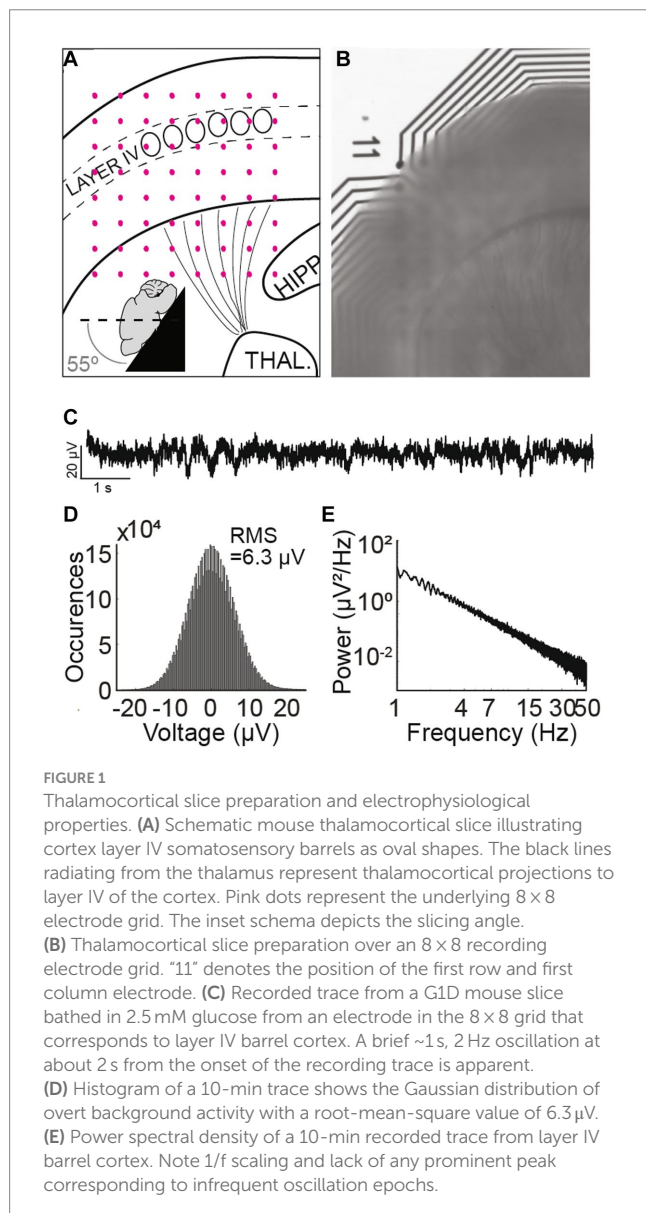 A
B
LAYER IV
HIPP
THAL.
55º
11
C
20 µV
1 s
D
x10⁴
RMS
=6.3 µV
Occurences
15
10
5
0
-20 -10 0 10 20
Voltage (µV)
E
Power (µV²/Hz)
10²
10⁰
10⁻²
1 4 7 15 30 50
Frequency (Hz)
FIGURE 1
Thalamocortical slice preparation and electrophysiological
properties. (A) Schematic mouse thalamocortical slice illustrating
cortex layer IV somatosensory barrels as oval shapes. The black lines
radiating from the thalamus represent thalamocortical projections to
layer IV of the cortex. Pink dots represent the underlying 8 × 8
electrode grid. The inset schema depicts the slicing angle.
(B) Thalamocortical slice preparation over an 8 × 8 recording
electrode grid. "11" denotes the position of the first row and first
column electrode. (C) Recorded trace from a G1D mouse slice
bathed in 2.5 mM glucose from an electrode in the 8 × 8 grid that
corresponds to layer IV barrel cortex. A brief ~1 s, 2 Hz oscillation at
about 2 s from the onset of the recording trace is apparent.
(D) Histogram of a 10-min trace shows the Gaussian distribution of
overt background activity with a root-mean-square value of 6.3 µV.
(E) Power spectral density of a 10-min recorded trace from layer IV
barrel cortex. Note 1/f scaling and lack of any prominent peak
corresponding to infrequent oscillation epochs.